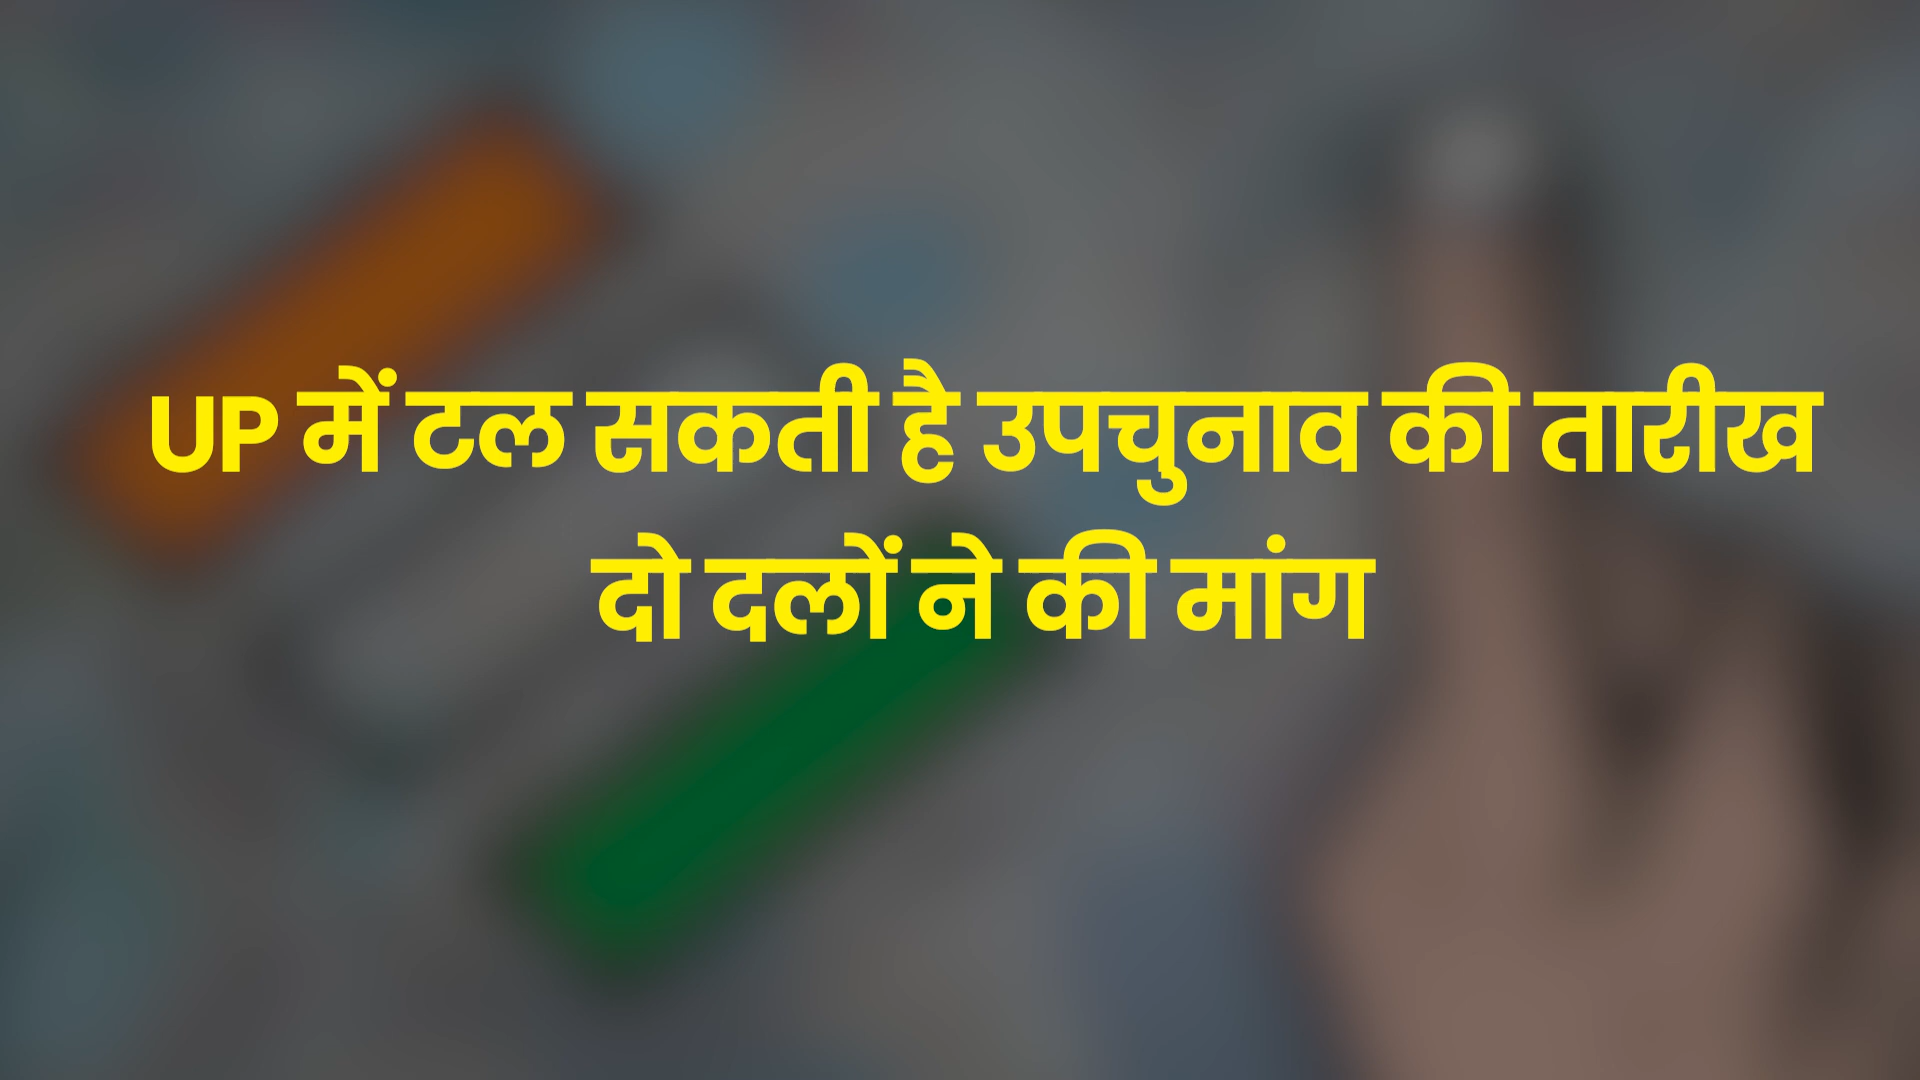 UP में टल सकती है उपचुनाव की तारीख
दो दलों ने की मांग